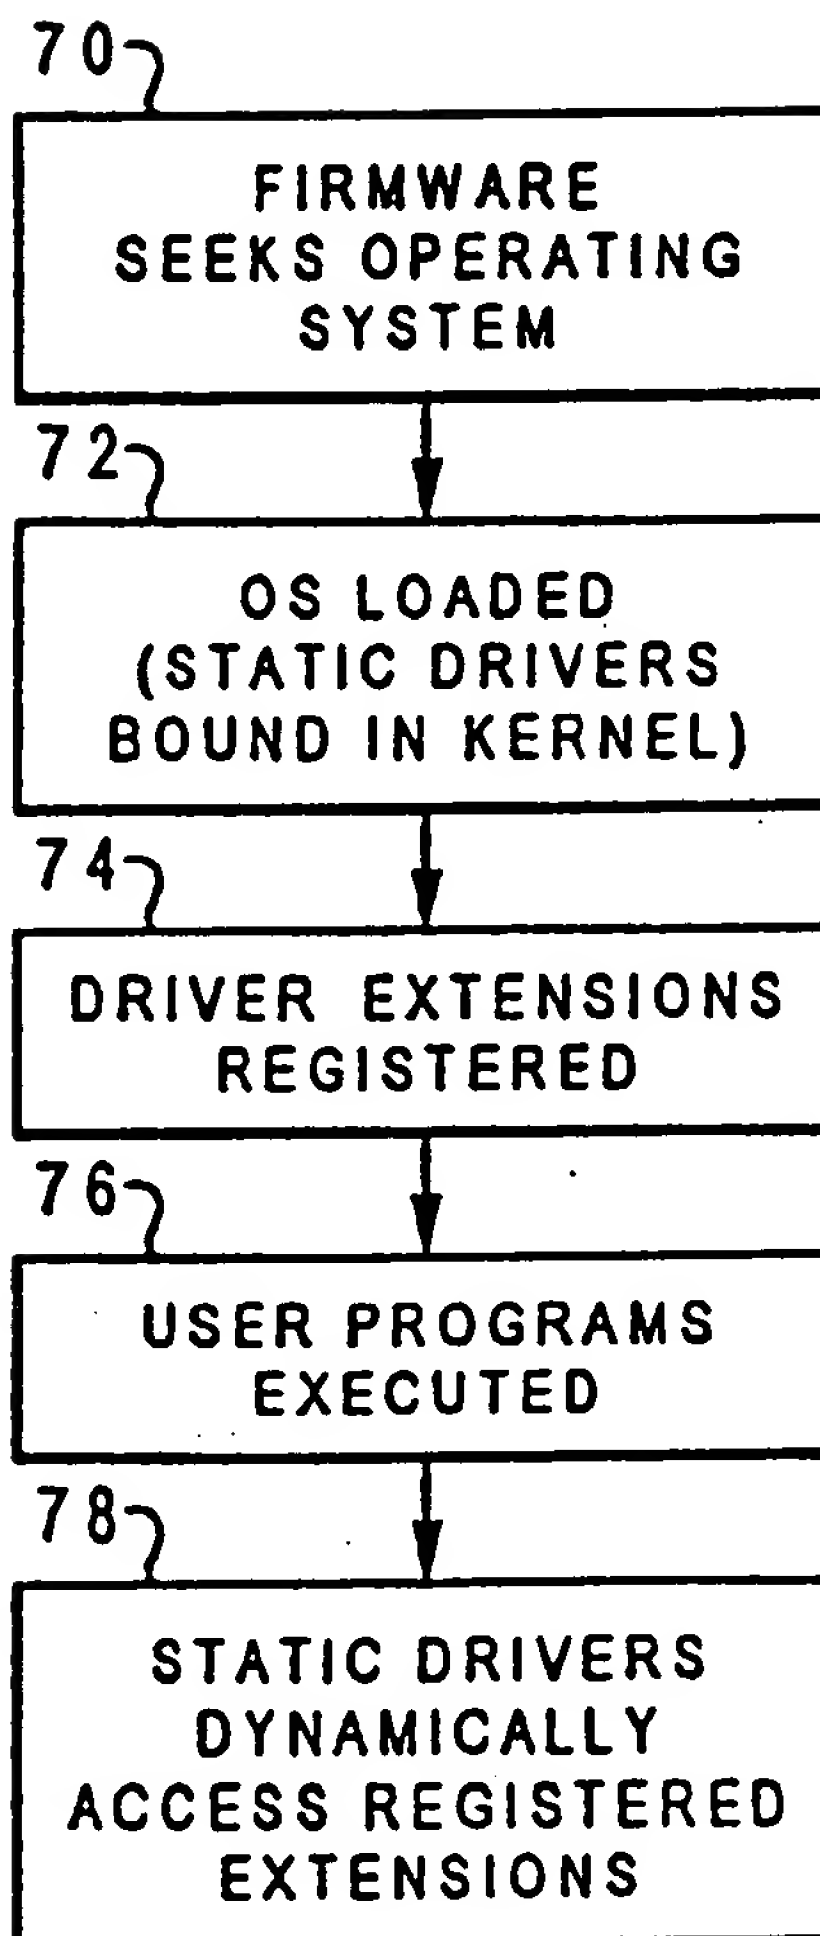 70
FIRMWARE
SEEKS OPERATING
SYSTEM
72
OS LOADED
(STATIC DRIVERS
BOUND IN KERNEL)
74
DRIVER EXTENSIONS
REGISTERED
76
USER PROGRAMS
EXECUTED
78
STATIC DRIVERS
DYNAMICALLY
ACCESS REGISTERED
EXTENSIONS